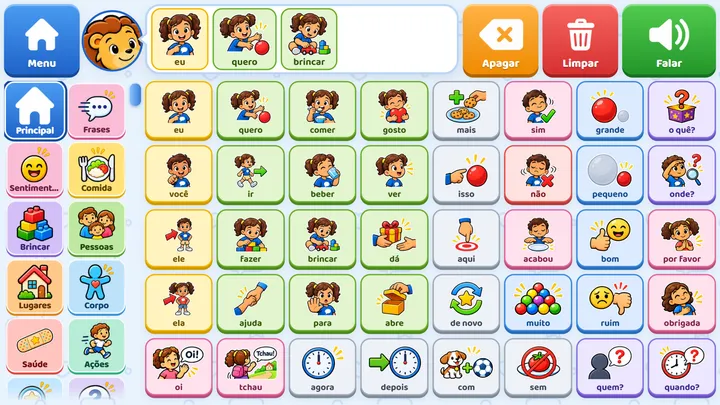 Menu
eu
quero
brincar
Apagar
Limpar
Falar
Principal
Frases
Sentiment...
Comida
Brincar
Pessoas
Lugares
Corpo
Saúde
Ações
eu
quero
comer
gosto
mais
sim
grande
o quê?
você
ir
beber
ver
isso
não
pequeno
onde?
ele
fazer
brincar
dá
aqui
acabou
bom
por favor
ela
ajuda
para
abre
de novo
muito
ruim
obrigada
Oi!
oi
Tchau!
tchau
agora
depois
com
sem
quem?
quando?